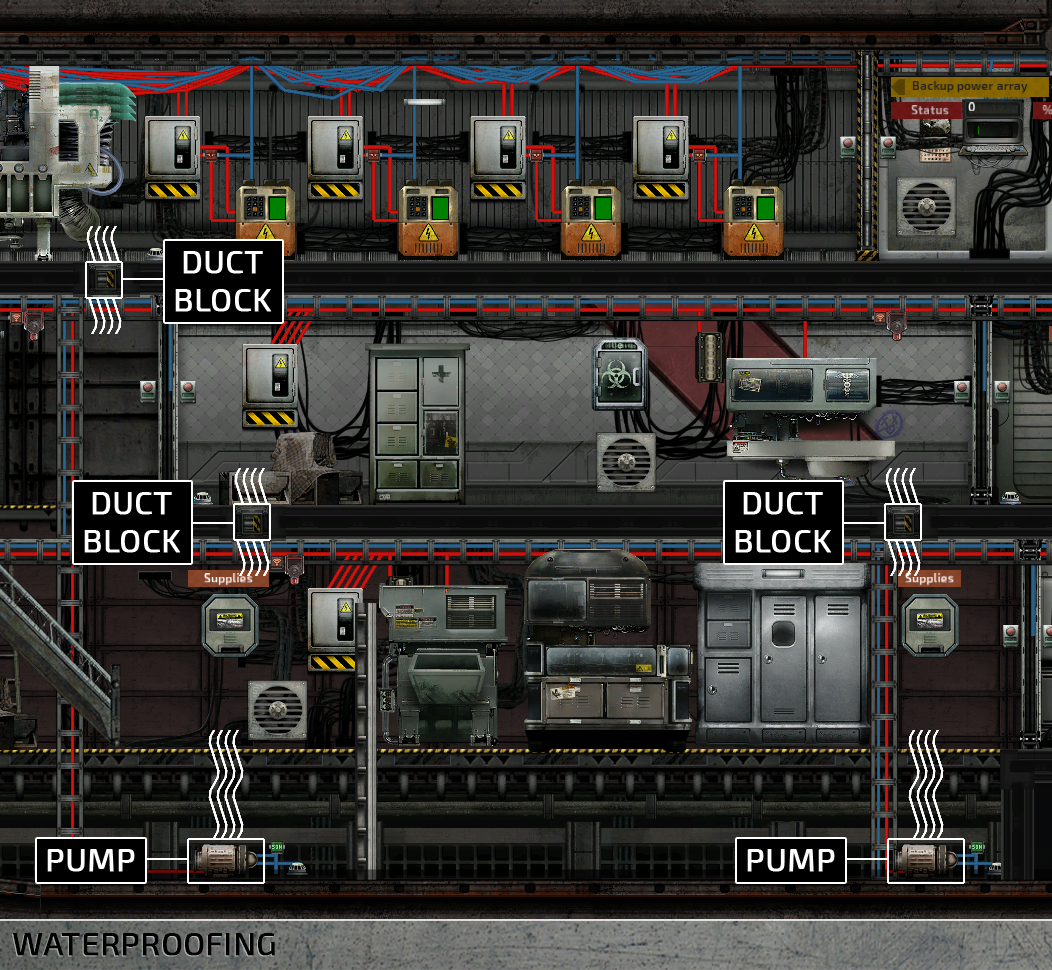 Backup power array
Status
0
%
DUCT
BLOCK
DUCT
BLOCK
DUCT
BLOCK
Supplies
Supplies
PUMP
PUMP
WATERPROOFING